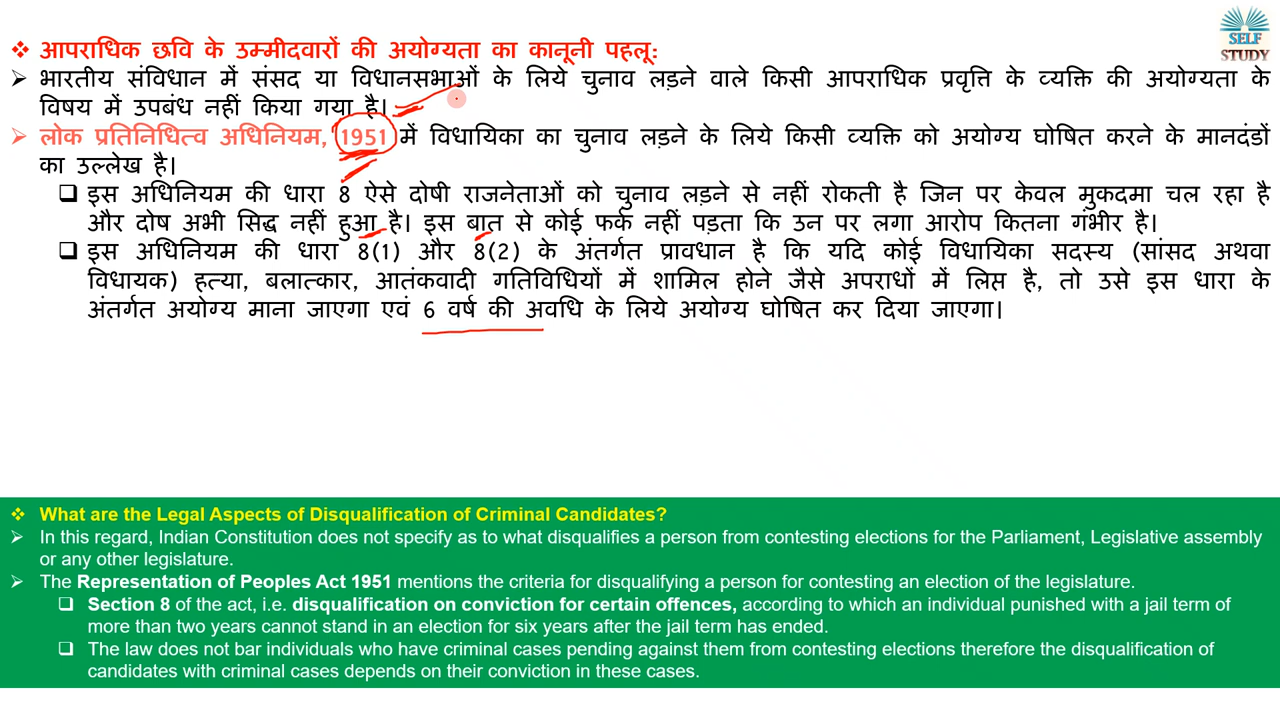 SELF
STUDY
❖ आपराधिक छवि के उम्मीदवारों की अयोग्यता का कानूनी पहलू:
➢ भारतीय संविधान में संसद या विधानसभाओं के लिये चुनाव लड़ने वाले किसी आपराधिक प्रवृत्ति के व्यक्ति की अयोग्यता के
विषय में उपबंध नहीं किया गया है।
➢ लोक प्रतिनिधित्व अधिनियम, 1951 में विधायिका का चुनाव लड़ने के लिये किसी व्यक्ति को अयोग्य घोषित करने के मानदंडों
का उल्लेख है।
❑ इस अधिनियम की धारा 8 ऐसे दोषी राजनेताओं को चुनाव लड़ने से नहीं रोकती है जिन पर केवल मुकदमा चल रहा है
और दोष अभी सिद्ध नहीं हुआ है। इस बात से कोई फर्क नहीं पड़ता कि उन पर लगा आरोप कितना गंभीर है।
❑ इस अधिनियम की धारा 8(1) और 8(2) के अंतर्गत प्रावधान है कि यदि कोई विधायिका सदस्य (सांसद अथवा
विधायक) हत्या, बलात्कार, आतंकवादी गतिविधियों में शामिल होने जैसे अपराधों में लिप्त है, तो उसे इस धारा के
अंतर्गत अयोग्य माना जाएगा एवं 6 वर्ष की अवधि के लिये अयोग्य घोषित कर दिया जाएगा।
❖ What are the Legal Aspects of Disqualification of Criminal Candidates?
➢ In this regard, Indian Constitution does not specify as to what disqualifies a person from contesting elections for the Parliament, Legislative assembly
or any other legislature.
➢ The Representation of Peoples Act 1951 mentions the criteria for disqualifying a person for contesting an election of the legislature.
❑ Section 8 of the act, i.e. disqualification on conviction for certain offences, according to which an individual punished with a jail term of
more than two years cannot stand in an election for six years after the jail term has ended.
❑ The law does not bar individuals who have criminal cases pending against them from contesting elections therefore the disqualification of
candidates with criminal cases depends on their conviction in these cases.